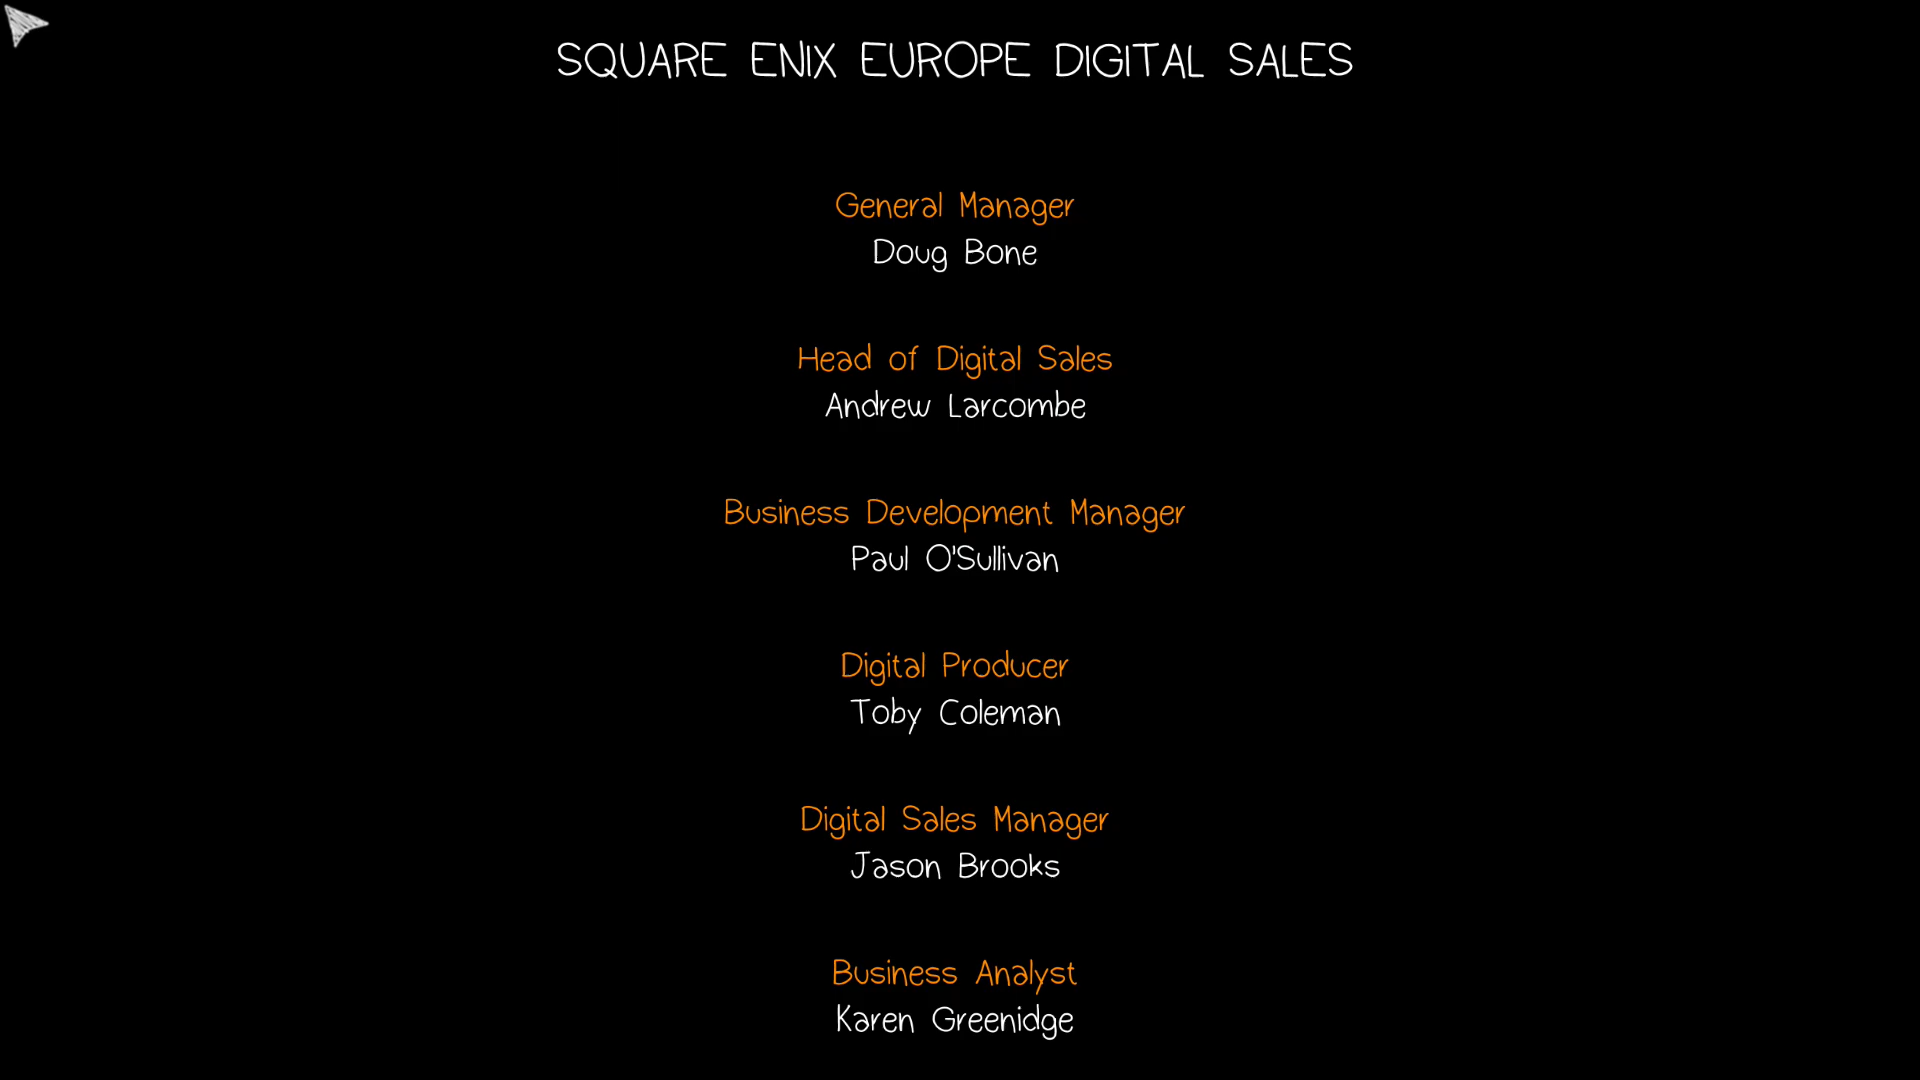 SQUARE ENIX EUROPE DIGITAL SALES
General Manager
Doug Bone
Head of Digital Sales
Andrew Larcombe
Business Development Manager
Paul O'Sullivan
Digital Producer
Toby Coleman
Digital Sales Manager
Jason Brooks
Business Analyst
Karen Greenidge